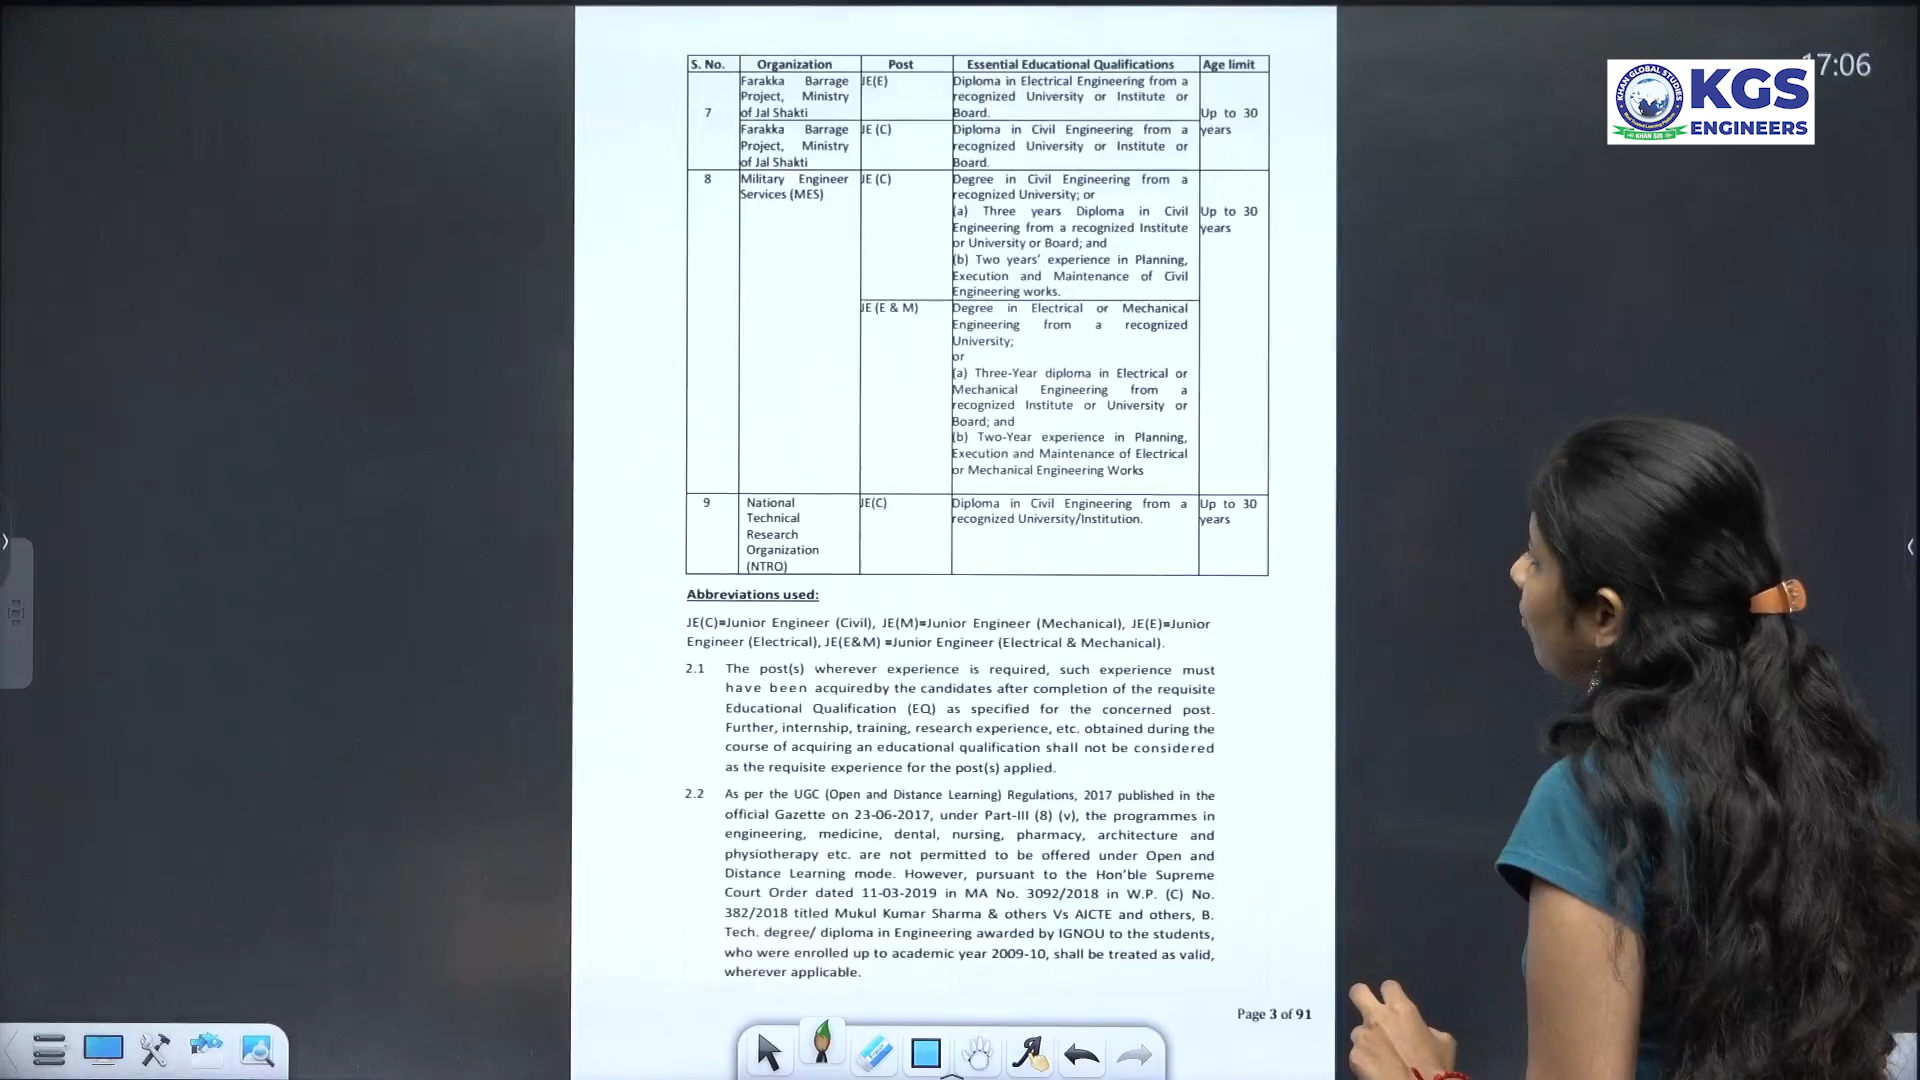 17:06
KHAN GLOBAL STUDIES
Most Trusted Learning Platform
KHAN SIR
KGS
ENGINEERS
S. No. Organization Post Essential Educational Qualifications Age limit
7
Farakka Barrage
Project, Ministry
of Jal Shakti
JE(E)
Diploma in Electrical Engineering from a
recognized University or Institute or
Board.
Up to 30
years
Farakka Barrage
Project, Ministry
of Jal Shakti
JE (C)
Diploma in Civil Engineering from a
recognized University or Institute or
Board.
8
Military Engineer
Services (MES)
JE (C)
Degree in Civil Engineering from a
recognized University; or
(a) Three years Diploma in Civil
Engineering from a recognized Institute
or University or Board; and
(b) Two years' experience in Planning,
Execution and Maintenance of Civil
Engineering works.
Up to 30
years
JE (E & M)
Degree in Electrical or Mechanical
Engineering from a recognized
University;
or
(a) Three-Year diploma in Electrical or
Mechanical Engineering from a
recognized Institute or University or
Board; and
(b) Two-Year experience in Planning,
Execution and Maintenance of Electrical
or Mechanical Engineering Works
9
National
Technical
Research
Organization
(NTRO)
JE(C)
Diploma in Civil Engineering from a
recognized University/Institution.
Up to 30
years
Abbreviations used:
JE(C)=Junior Engineer (Civil), JE(M)=Junior Engineer (Mechanical), JE(E)=Junior
Engineer (Electrical), JE(E&M) =Junior Engineer (Electrical & Mechanical).
2.1 The post(s) wherever experience is required, such experience must
have been acquiredby the candidates after completion of the requisite
Educational Qualification (EQ) as specified for the concerned post.
Further, internship, training, research experience, etc. obtained during the
course of acquiring an educational qualification shall not be considered
as the requisite experience for the post(s) applied.
2.2 As per the UGC (Open and Distance Learning) Regulations, 2017 published in the
official Gazette on 23-06-2017, under Part-III (8) (v), the programmes in
engineering, medicine, dental, nursing, pharmacy, architecture and
physiotherapy etc. are not permitted to be offered under Open and
Distance Learning mode. However, pursuant to the Hon'ble Supreme
Court Order dated 11-03-2019 in MA No. 3092/2018 in W.P. (C) No.
382/2018 titled Mukul Kumar Sharma & others Vs AICTE and others, B.
Tech. degree/ diploma in Engineering awarded by IGNOU to the students,
who were enrolled up to academic year 2009-10, shall be treated as valid,
wherever applicable.
Page 3 of 91